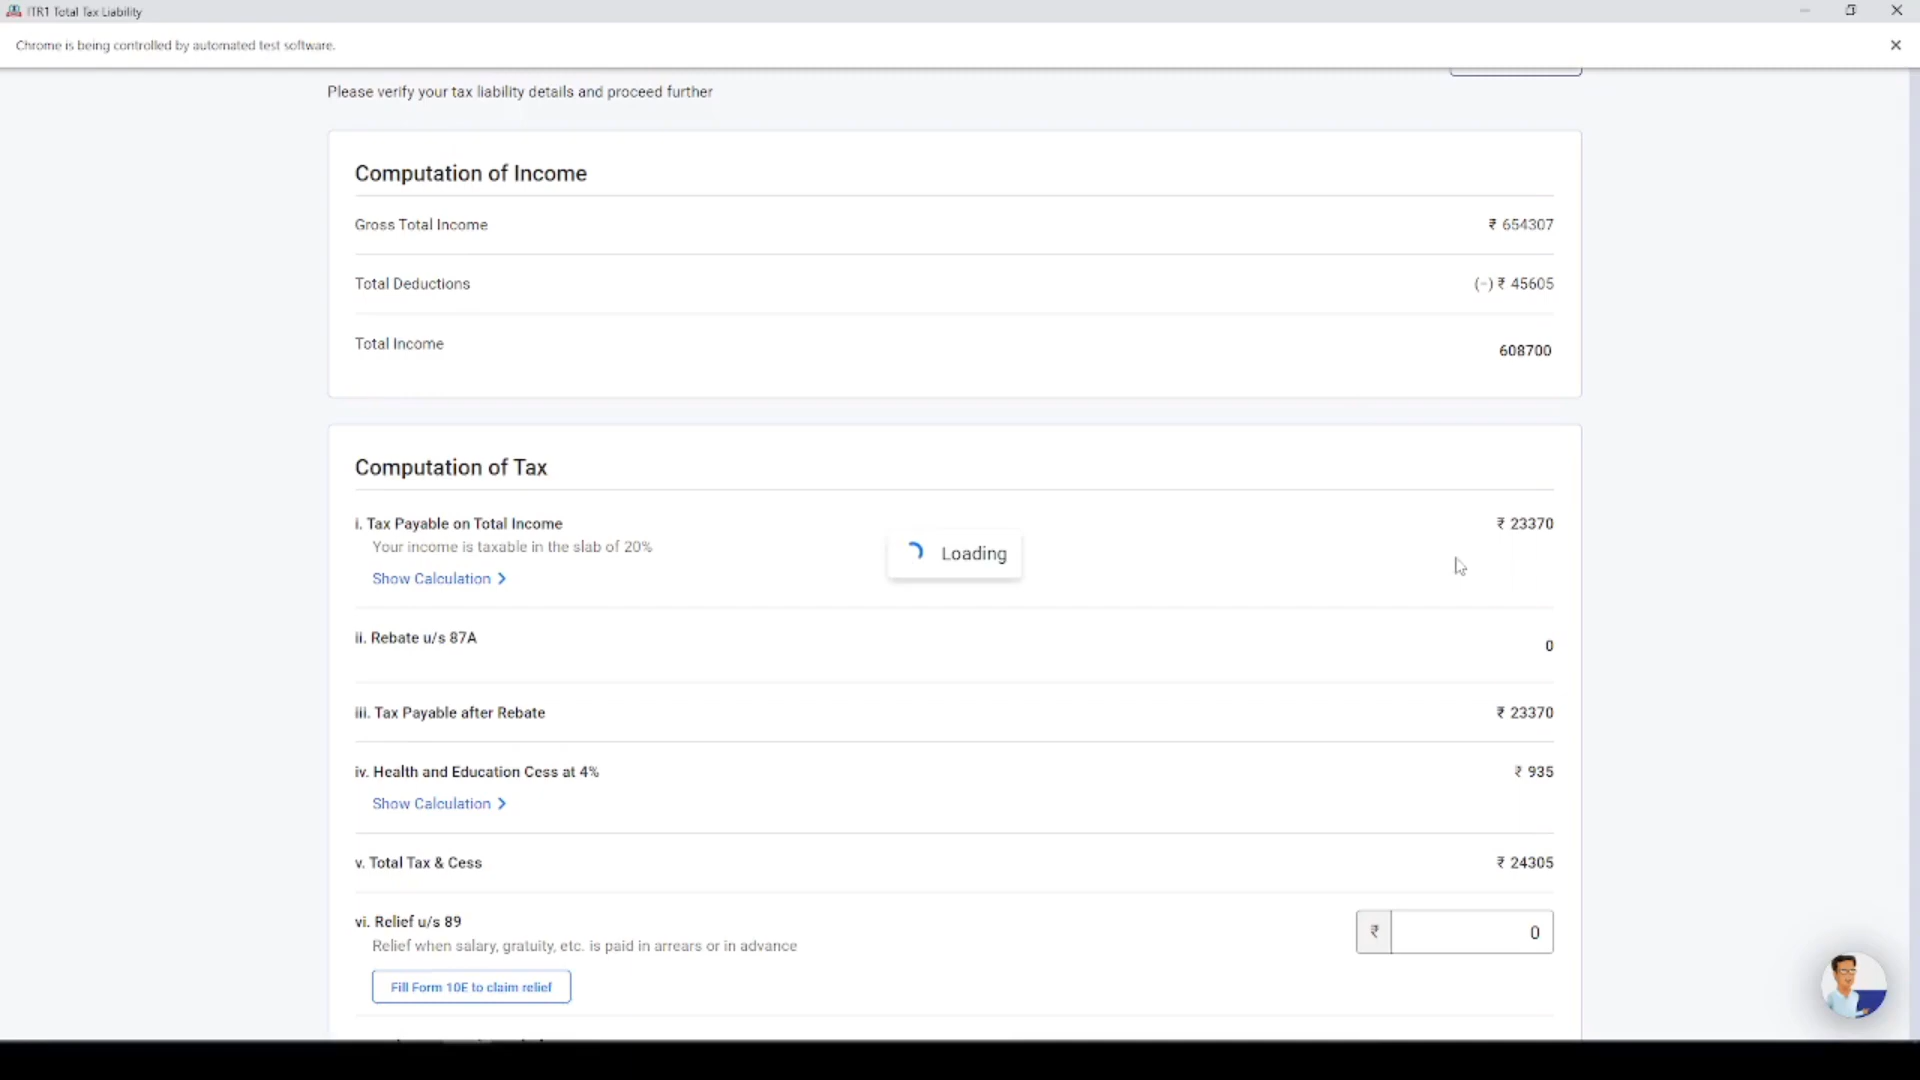 ITR1 Total Tax Liability
Chrome is being controlled by automated test software.
Please verify your tax liability details and proceed further
Computation of Income
Gross Total Income ₹ 654307
Total Deductions (-) ₹ 45605
Total Income 608700
Computation of Tax
i. Tax Payable on Total Income ₹ 23370
Your income is taxable in the slab of 20%
Loading
Show Calculation
ii. Rebate u/s 87A 0
iii. Tax Payable after Rebate ₹ 23370
iv. Health and Education Cess at 4% ₹ 935
Show Calculation
v. Total Tax & Cess ₹ 24305
vi. Relief u/s 89 ₹ 0
Relief when salary, gratuity, etc. is paid in arrears or in advance
Fill Form 10E to claim relief